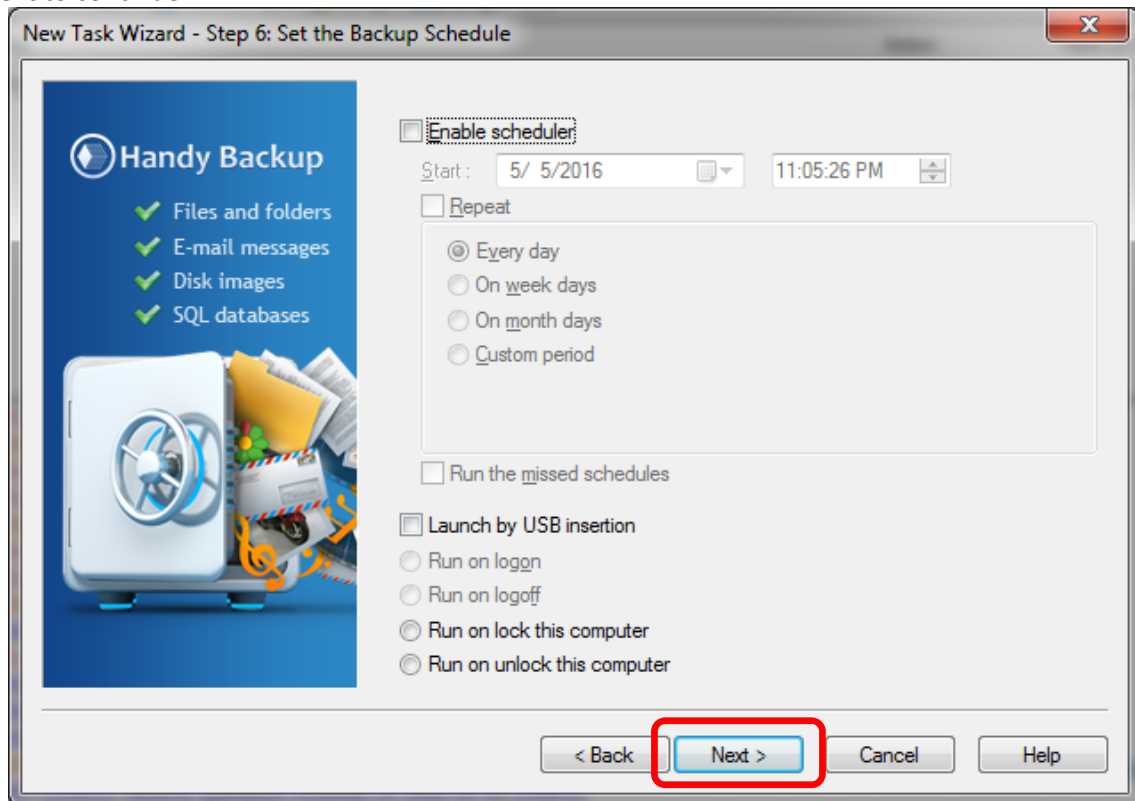 New Task Wizard - Step 6: Set the Backup Schedule
Handy Backup
Files and folders
E-mail messages
Disk images
SQL databases
Enable scheduler
Start : 5/ 5/2016 11:05:26 PM
Repeat
Every day
On week days
On month days
Custom period
Run the missed schedules
Launch by USB insertion
Run on logon
Run on logoff
Run on lock this computer
Run on unlock this computer
< Back Next > Cancel Help